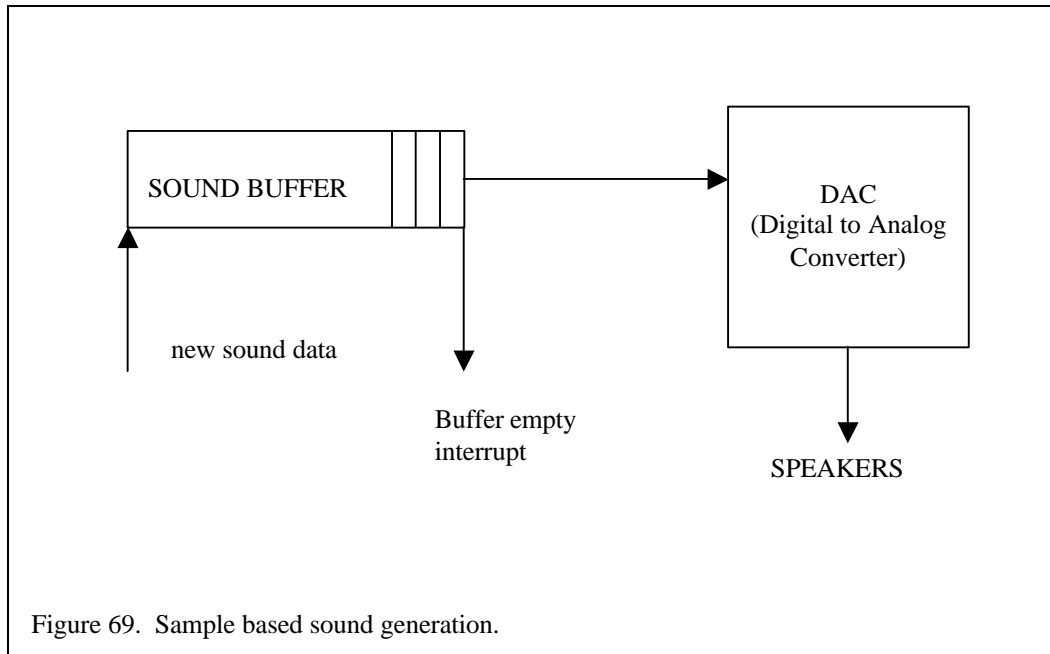 SOUND BUFFER
DAC
(Digital to Analog
Converter)
new sound data
Buffer empty
interrupt
SPEAKERS
Figure 69. Sample based sound generation.